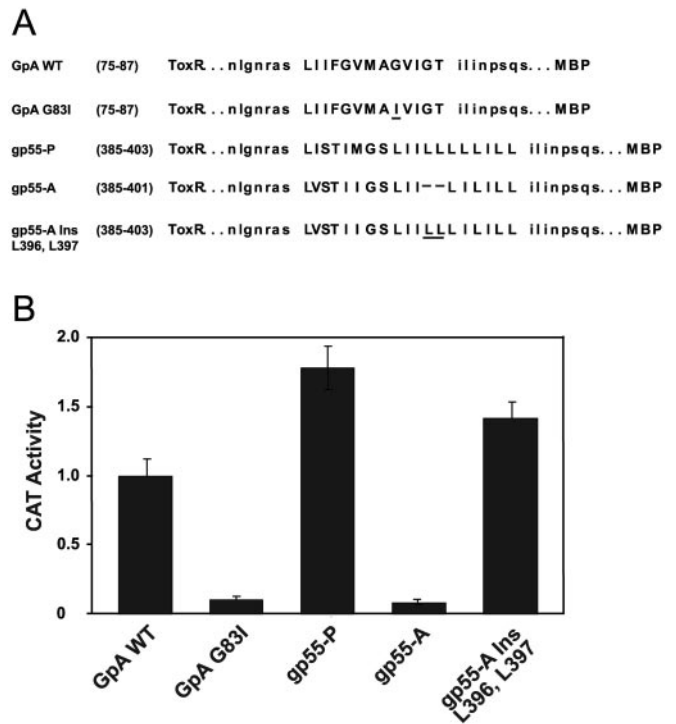 A
GpA WT (75-87) ToxR...nlgnras LIIFGVMAGVIGT ilinpsqs...MBP
GpA G83I (75-87) ToxR...nlgnras LIIFGVMAIVIGT ilinpsqs...MBP
gp55-P (385-403) ToxR...nlgnras LISTIMGSLIILLLLLILL ilinpsqs...MBP
gp55-A (385-401) ToxR...nlgnras LVSTIIGSLII--LILILL ilinpsqs...MBP
gp55-A Ins (385-403) ToxR...nlgnras LVSTIIGSLIILLLILILL ilinpsqs...MBP
L396, L397
B
2.0
1.5
1.0
0.5
0
CAT Activity
GpA WT
GpA G83I
gp55-P
gp55-A
gp55-A Ins
L396, L397